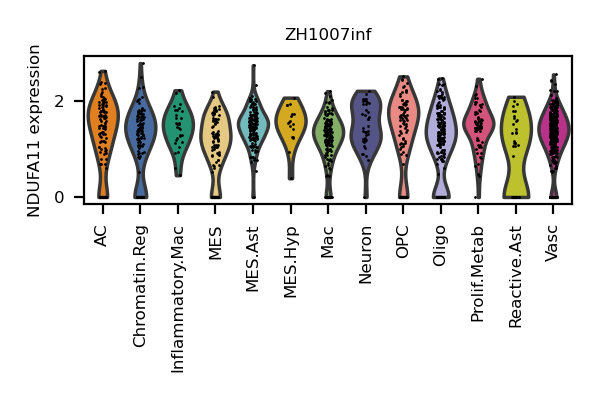 ZH1007inf
NDUFA11 expression
2
0
AC
Chromatin.Reg
Inflammatory.Mac
MES
MES.Ast
MES.Hyp
Mac
Neuron
OPC
Oligo
Prolif.Metab
Reactive.Ast
Vasc